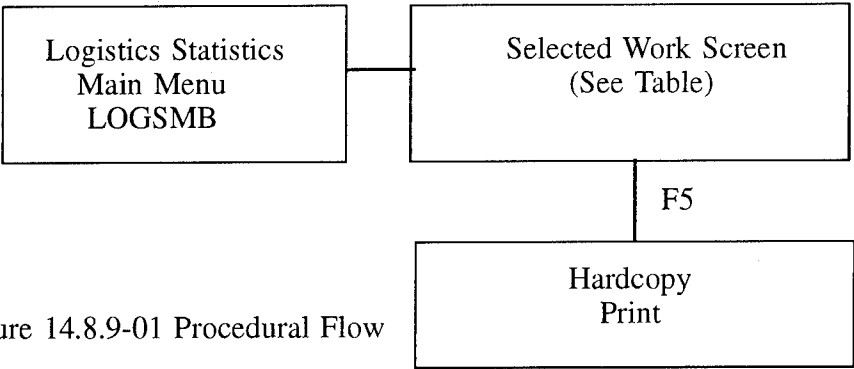 Logistics Statistics
Main Menu
LOGSMB
Selected Work Screen
(See Table)
F5
Hardcopy
Print
ure 14.8.9-01 Procedural Flow